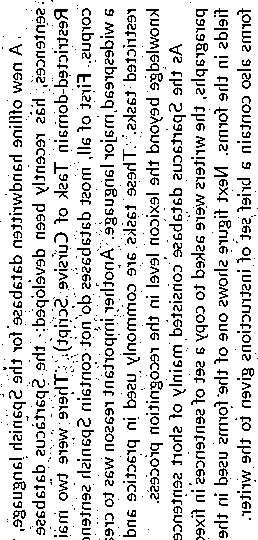 A new offline handwritten database for the Spanish language,
sentences, has recently been developed: the Spartacus database
Restricted-domain Task of Cursive Script). There were two mai
corpus. First of all, most databases do not contain Spanish senten
a widespread major language. Another important reason was to cre
restricted tasks. These tasks are commonly used in practice and
knowledge beyond the lexicon level in the recognition process.
As the Spartacus database consisted mainly of short sentence
paragraphs, the writers were asked to copy a set of sentences in fixe
fields in the forms. Next figure shows one of the forms used in the
forms also contain a brief set of instructions given to the writer.